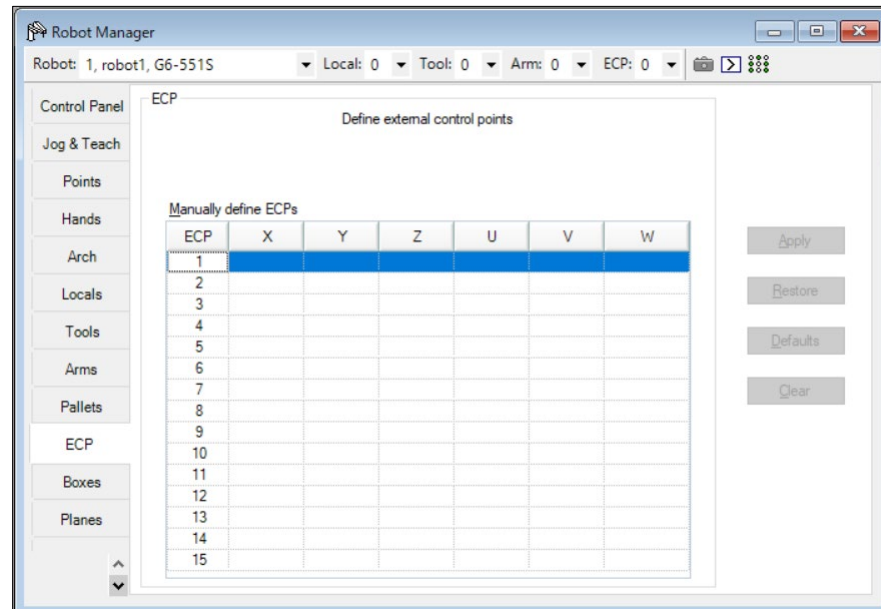 Robot Manager
Robot: 1, robot1, G6-551S Local: 0 Tool: 0 Arm: 0 ECP: 0
Control Panel
Jog & Teach
Points
Hands
Arch
Locals
Tools
Arms
Pallets
ECP
Boxes
Planes
ECP
Define external control points
Manually define ECPs
ECP X Y Z U V W
1
2
3
4
5
6
7
8
9
10
11
12
13
14
15
Apply
Restore
Defaults
Clear